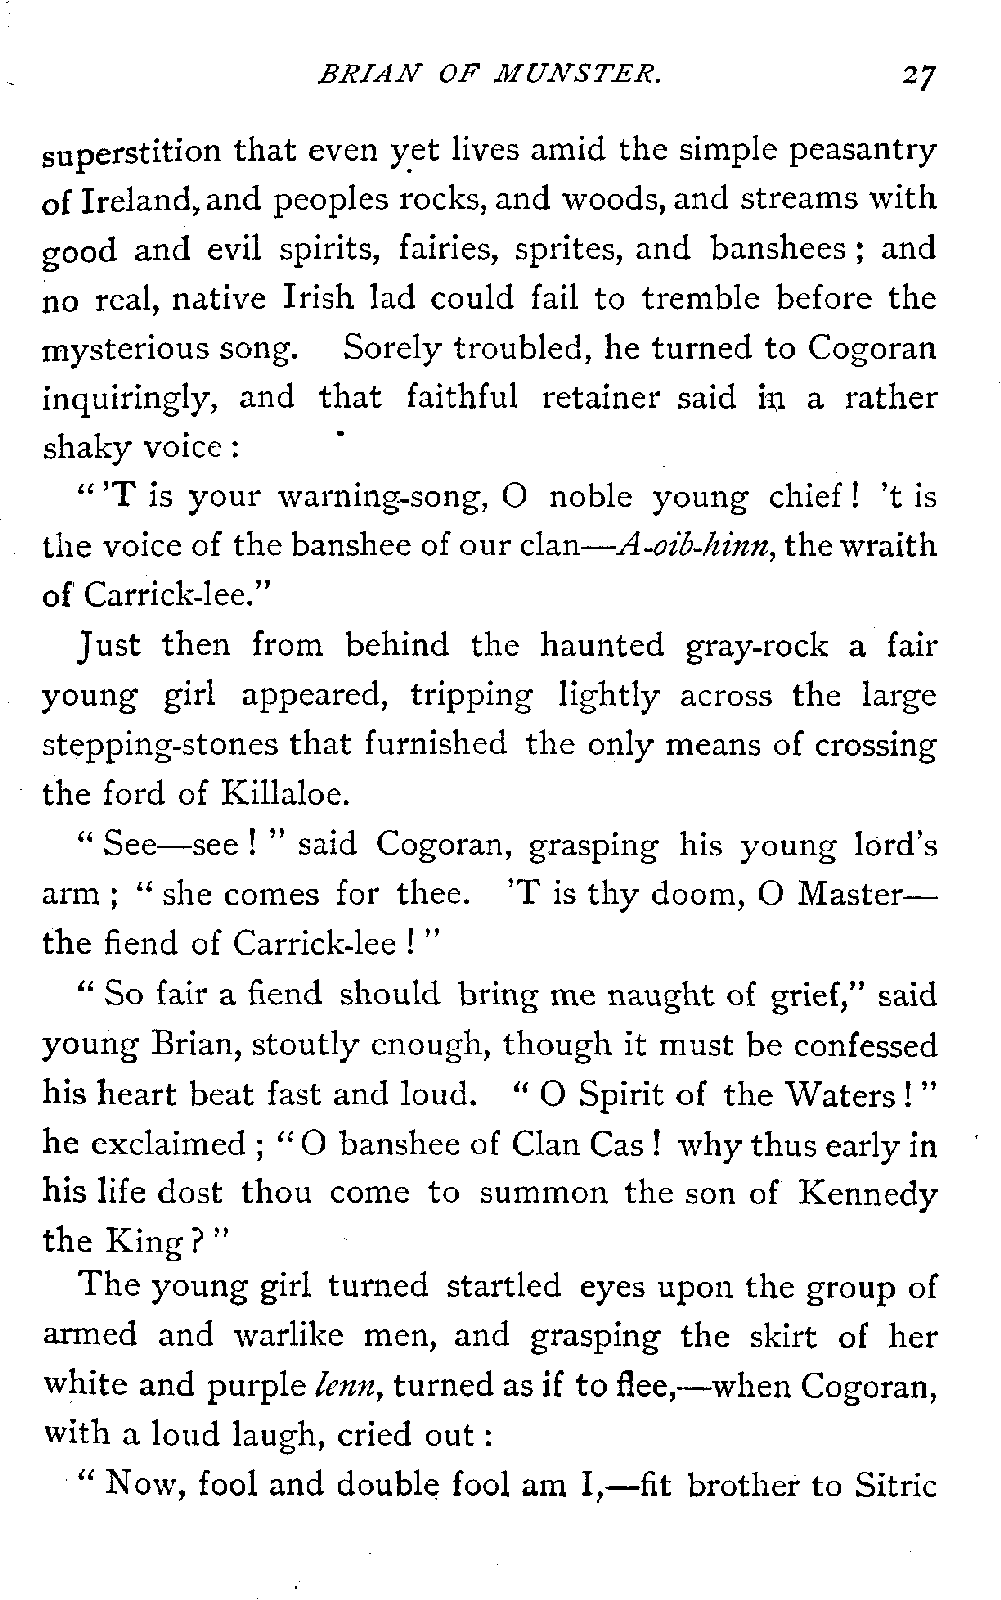 BRIAN OF MUNSTER. 27
superstition that even yet lives amid the simple peasantry
of Ireland, and peoples rocks, and woods, and streams with
good and evil spirits, fairies, sprites, and banshees ; and
no real, native Irish lad could fail to tremble before the
mysterious song. Sorely troubled, he turned to Cogoran
inquiringly, and that faithful retainer said in a rather
shaky voice :
“ ’T is your warning-song, O noble young chief ! ’t is
the voice of the banshee of our clan—A-oib-hinn, the wraith
of Carrick-lee.”
Just then from behind the haunted gray-rock a fair
young girl appeared, tripping lightly across the large
stepping-stones that furnished the only means of crossing
the ford of Killaloe.
“ See—see ! ” said Cogoran, grasping his young lord’s
arm ; “ she comes for thee. ’T is thy doom, O Master—
the fiend of Carrick-lee ! ”
“ So fair a fiend should bring me naught of grief,” said
young Brian, stoutly enough, though it must be confessed
his heart beat fast and loud. “ O Spirit of the Waters ! ”
he exclaimed ; “ O banshee of Clan Cas ! why thus early in
his life dost thou come to summon the son of Kennedy
the King ? ”
The young girl turned startled eyes upon the group of
armed and warlike men, and grasping the skirt of her
white and purple lenn, turned as if to flee,—when Cogoran,
with a loud laugh, cried out :
“ Now, fool and double fool am I,—fit brother to Sitric